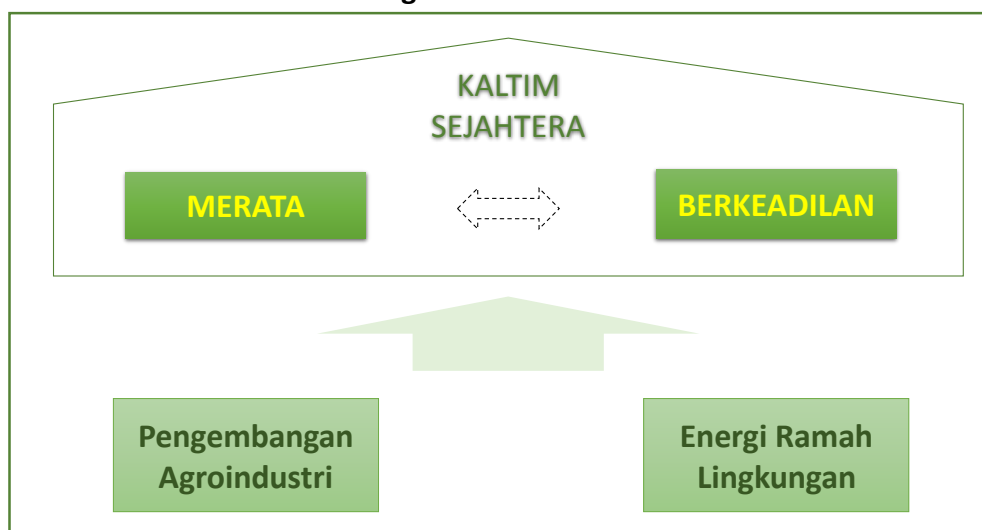 KALTIM
SEJAHTERA
MERATA
BERKEADILAN
Pengembangan
Agroindustri
Energi Ramah
Lingkungan